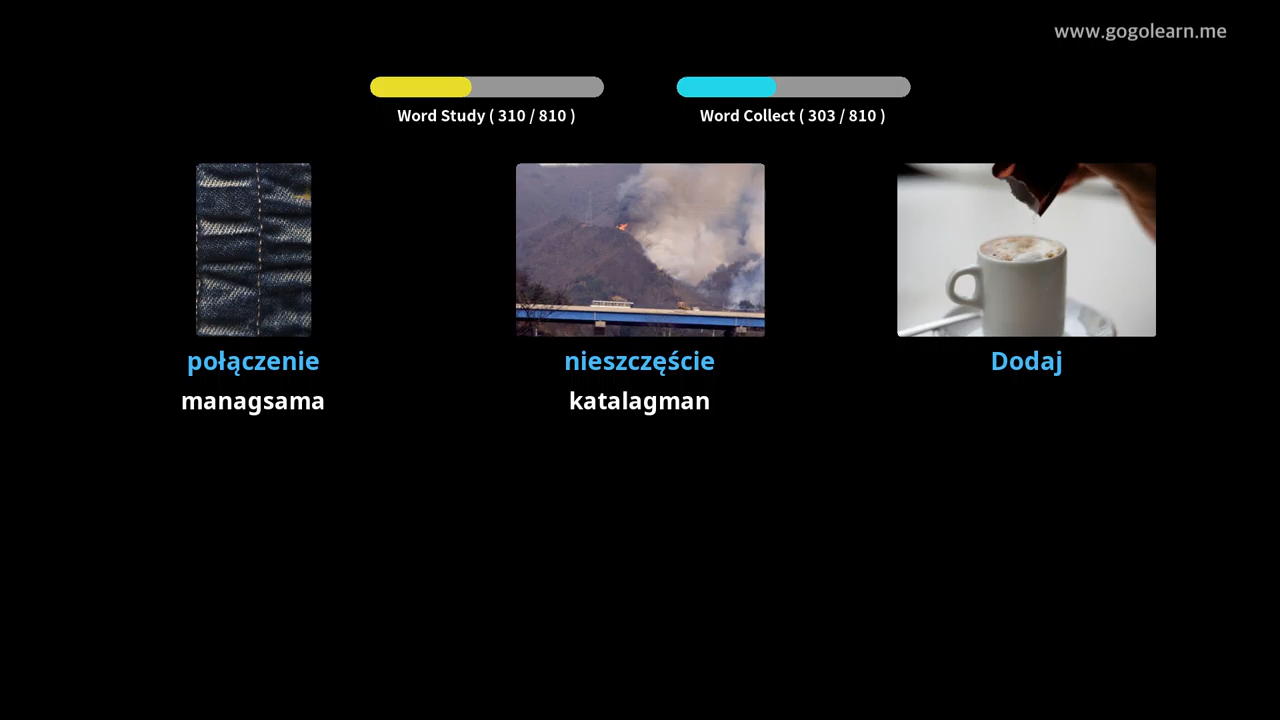 www.gogolearn.me
Word Study ( 310 / 810 )
Word Collect ( 303 / 810 )
połączenie
nieszczęście
Dodaj
managsama
katalagman